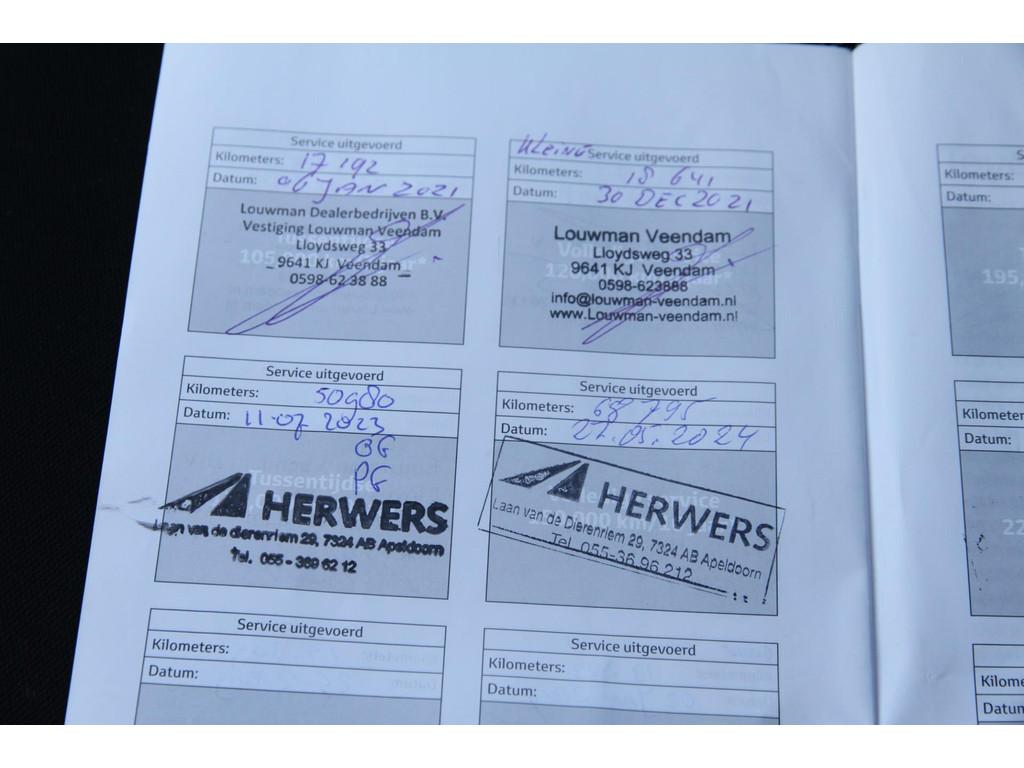 Service uitgevoerd
Kilometers: 17 192
Datum: 06 JAN 2021
Louwman Dealerbedrijven B.V.
Vestiging Louwman Veendam
Lloydsweg 33
9641 KJ Veendam
0598-62 38 88
Kleine Service uitgevoerd
Kilometers: 18 641
Datum: 30 DEC 2021
Louwman Veendam
Lloydsweg 33
9641 KJ Veendam
0598-623888
info@louwman-veendam.nl
www.Louwman-veendam.nl
Service uitgevoerd
Kilometers: 50980
Datum: 11-07 2023
Tussentijdse
HERWERS
Laan van de dierenriem 29, 7324 AB Apeldoorn
Tel. 055 - 369 62 12
Service uitgevoerd
Kilometers: 68 795
Datum: 27.05.2024
HERWERS
Laan van de Dierenriem 29, 7324 AB Apeldoorn
Tel. 055-36 96 212
Service uitgevoerd
Kilometers:
Datum:
Service uitgevoerd
Kilometers:
Datum:
Kilometers:
Datum:
195,
Kilometer
Datum:
Kilome
Datum